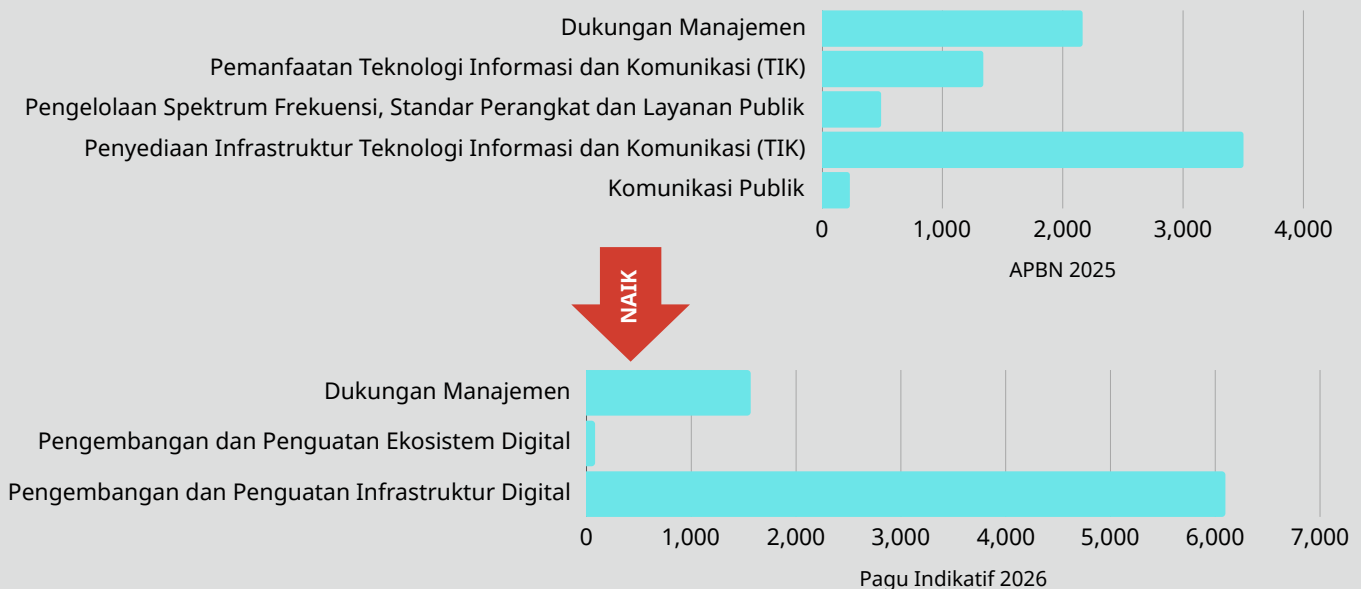 Dukungan Manajemen
Pemanfaatan Teknologi Informasi dan Komunikasi (TIK)
Pengelolaan Spektrum Frekuensi, Standar Perangkat dan Layanan Publik
Penyediaan Infrastruktur Teknologi Informasi dan Komunikasi (TIK)
Komunikasi Publik
0 1,000 2,000 3,000 4,000
APBN 2025
NAIK
Dukungan Manajemen
Pengembangan dan Penguatan Ekosistem Digital
Pengembangan dan Penguatan Infrastruktur Digital
0 1,000 2,000 3,000 4,000 5,000 6,000 7,000
Pagu Indikatif 2026